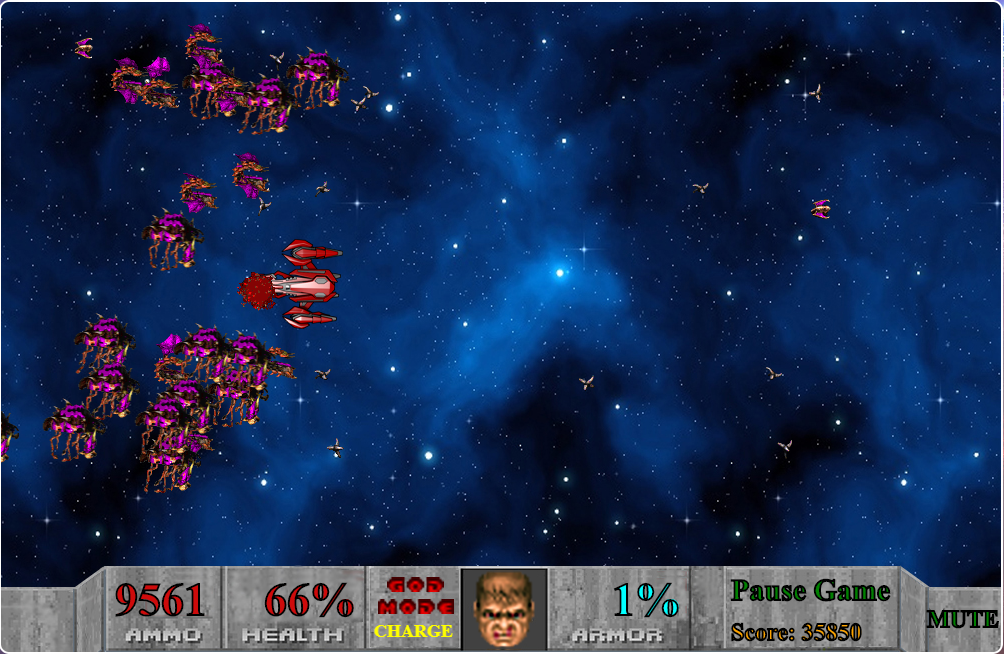 9561
AMMO
66%
HEALTH
GOD
MODE
CHARGE
1%
ARMOR
Pause Game
Score: 35850
MUTE